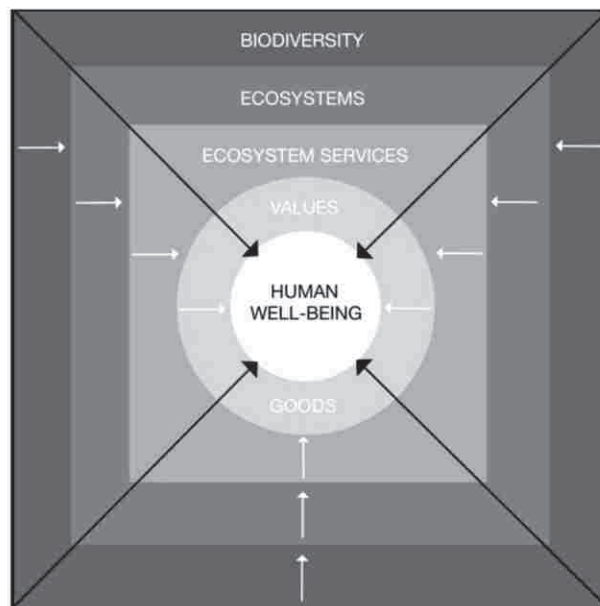 BIODIVERSITY
ECOSYSTEMS
ECOSYSTEM SERVICES
VALUES
HUMAN
WELL-BEING
GOODS